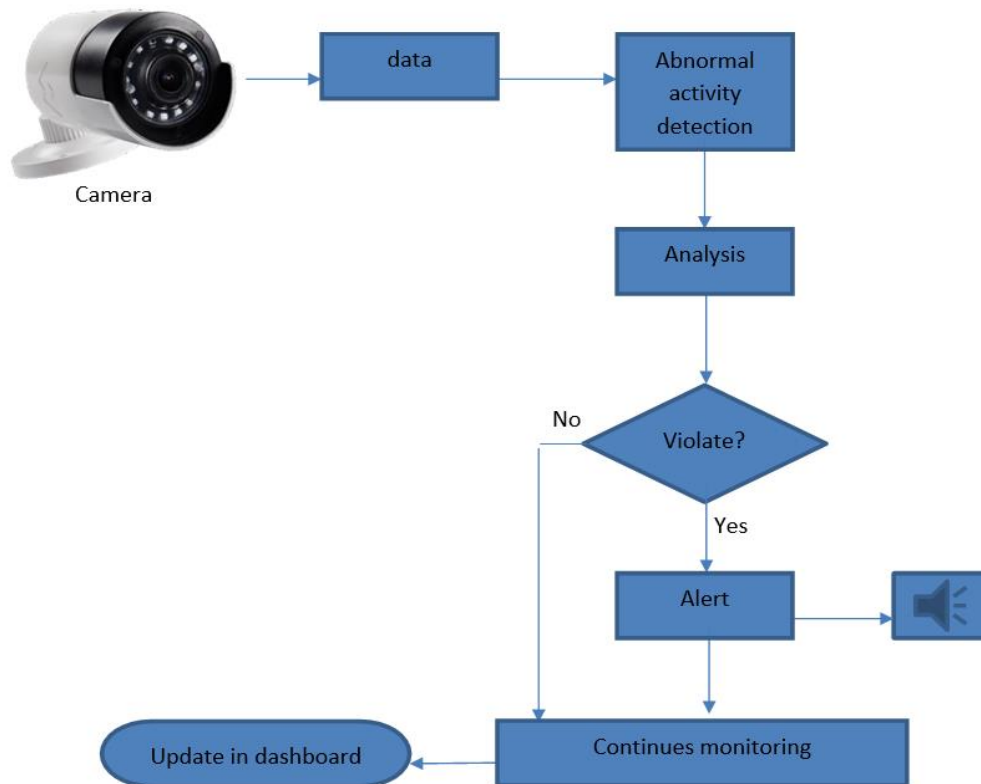 data
Abnormal
activity
detection
Camera
Analysis
No
Violate?
Yes
Alert
Continues monitoring
Update in dashboard